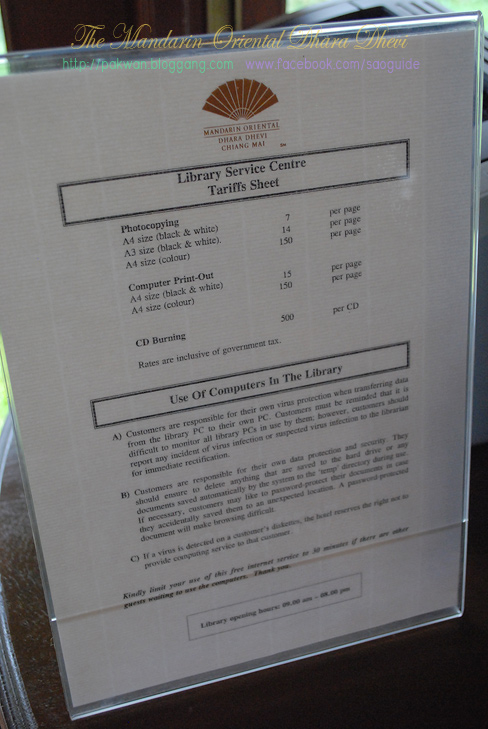 The Mandarin Oriental Dhara Dhevi
http://pakwan.bloggang.com www.facebook.com/saoguide
MANDARIN ORIENTAL
DHARA DHEVI
CHIANG MAI
Library Service Centre
Tariffs Sheet
Photocopying
A4 size (black & white) 7 per page
A3 size (black & white). 14 per page
A4 size (colour) 150 per page
Computer Print-Out
A4 size (black & white) 15 per page
A4 size (colour) 150 per page
CD Burning 500 per CD
Rates are inclusive of government tax.
Use Of Computers In The Library
A) Customers are responsible for their own virus protection when transferring data
from the library PC to their own PC. Customers must be reminded that it is
difficult to monitor all library PCs in use by them; however, customers should
report any incident of virus infection or suspected virus infection to the librarian
for immediate rectification.
B) Customers are responsible for their own data protection and security. They
should ensure to delete anything that are saved to the hard drive or any
documents saved automatically by the system to the 'temp' directory during use.
If necessary, customers may like to password-protect their documents in case
they accidentally saved them to an unexpected location. A password-protected
document will make browsing difficult.
C) If a virus is detected on a customer's diskettes, the hotel reserves the right not to
provide computing service to that customer.
Kindly limit your use of this free internet service to 30 minutes if there are other
guests waiting to use the computers. Thank you.
Library opening hours: 09.00 am – 08.00 pm